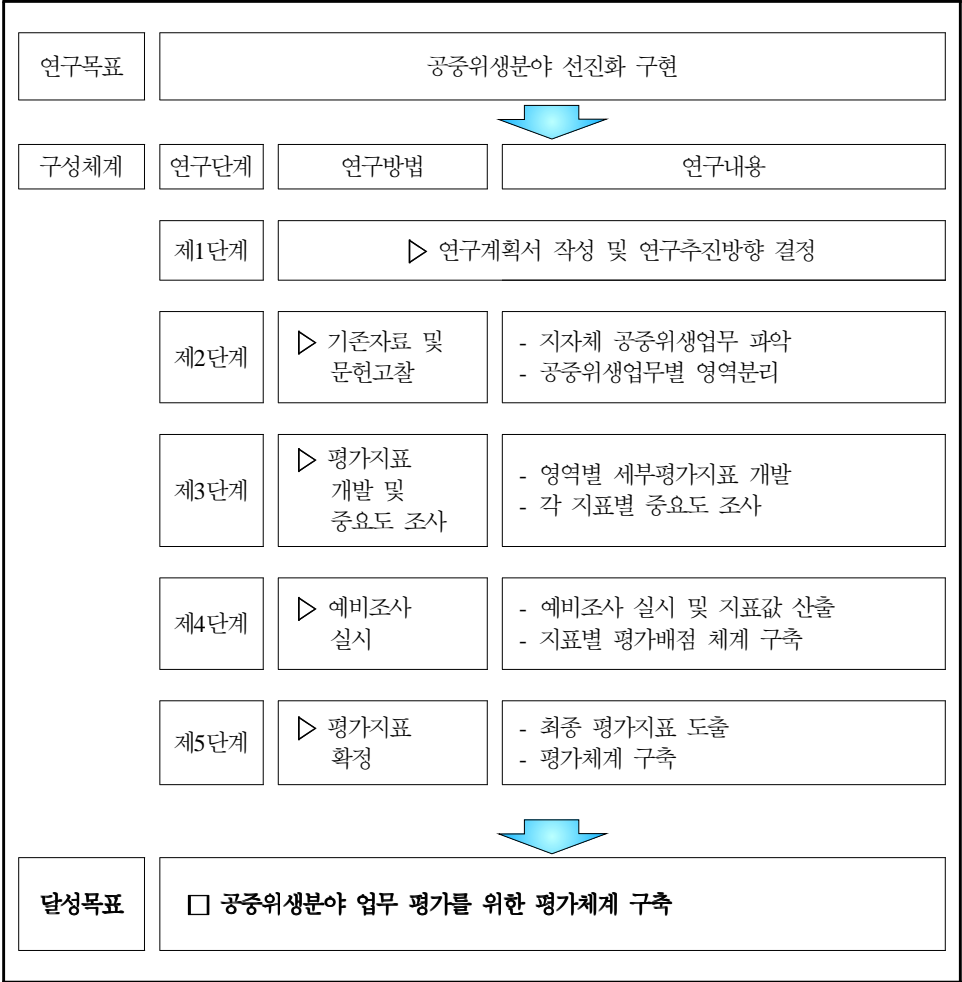 연구목표
공중위생분야 선진화 구현
구성체계
연구단계
연구방법
연구내용
제1단계
▷ 연구계획서 작성 및 연구추진방향 결정
제2단계
▷ 기존자료 및
문헌고찰
- 지자체 공중위생업무 파악
- 공중위생업무별 영역분리
제3단계
▷ 평가지표
개발 및
중요도 조사
- 영역별 세부평가지표 개발
- 각 지표별 중요도 조사
제4단계
▷ 예비조사
실시
- 예비조사 실시 및 지표값 산출
- 지표별 평가배점 체계 구축
제5단계
▷ 평가지표
확정
- 최종 평가지표 도출
- 평가체계 구축
달성목표
□ 공중위생분야 업무 평가를 위한 평가체계 구축